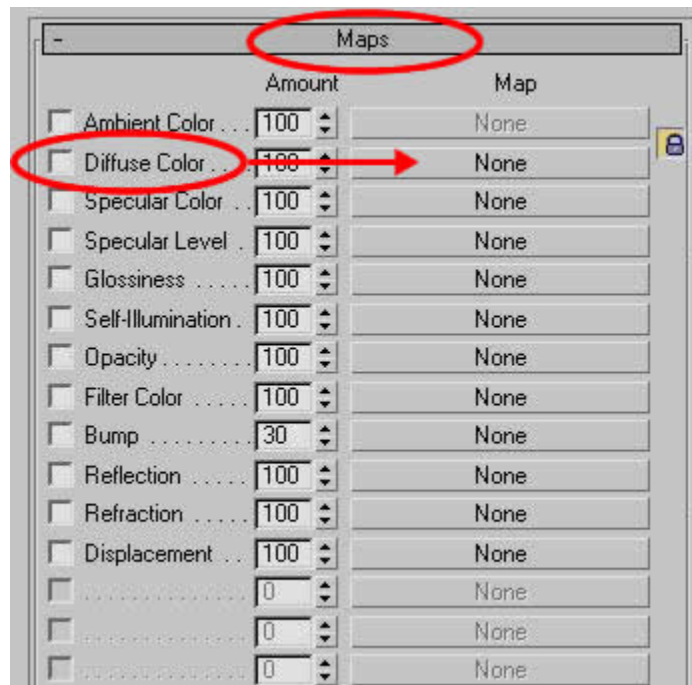 - Maps
Amount Map
Ambient Color . . . 100 None
Diffuse Color . . . . 100 None
Specular Color . . 100 None
Specular Level . 100 None
Glossiness . . . . . 100 None
Self-Illumination . 100 None
Opacity . . . . . . . . 100 None
Filter Color . . . . . 100 None
Bump . . . . . . . . . 30 None
Reflection . . . . . 100 None
Refraction . . . . . 100 None
Displacement . . . 100 None
. . . . . . . . . . . . . . 0 None
. . . . . . . . . . . . . . 0 None
. . . . . . . . . . . . . . 0 None